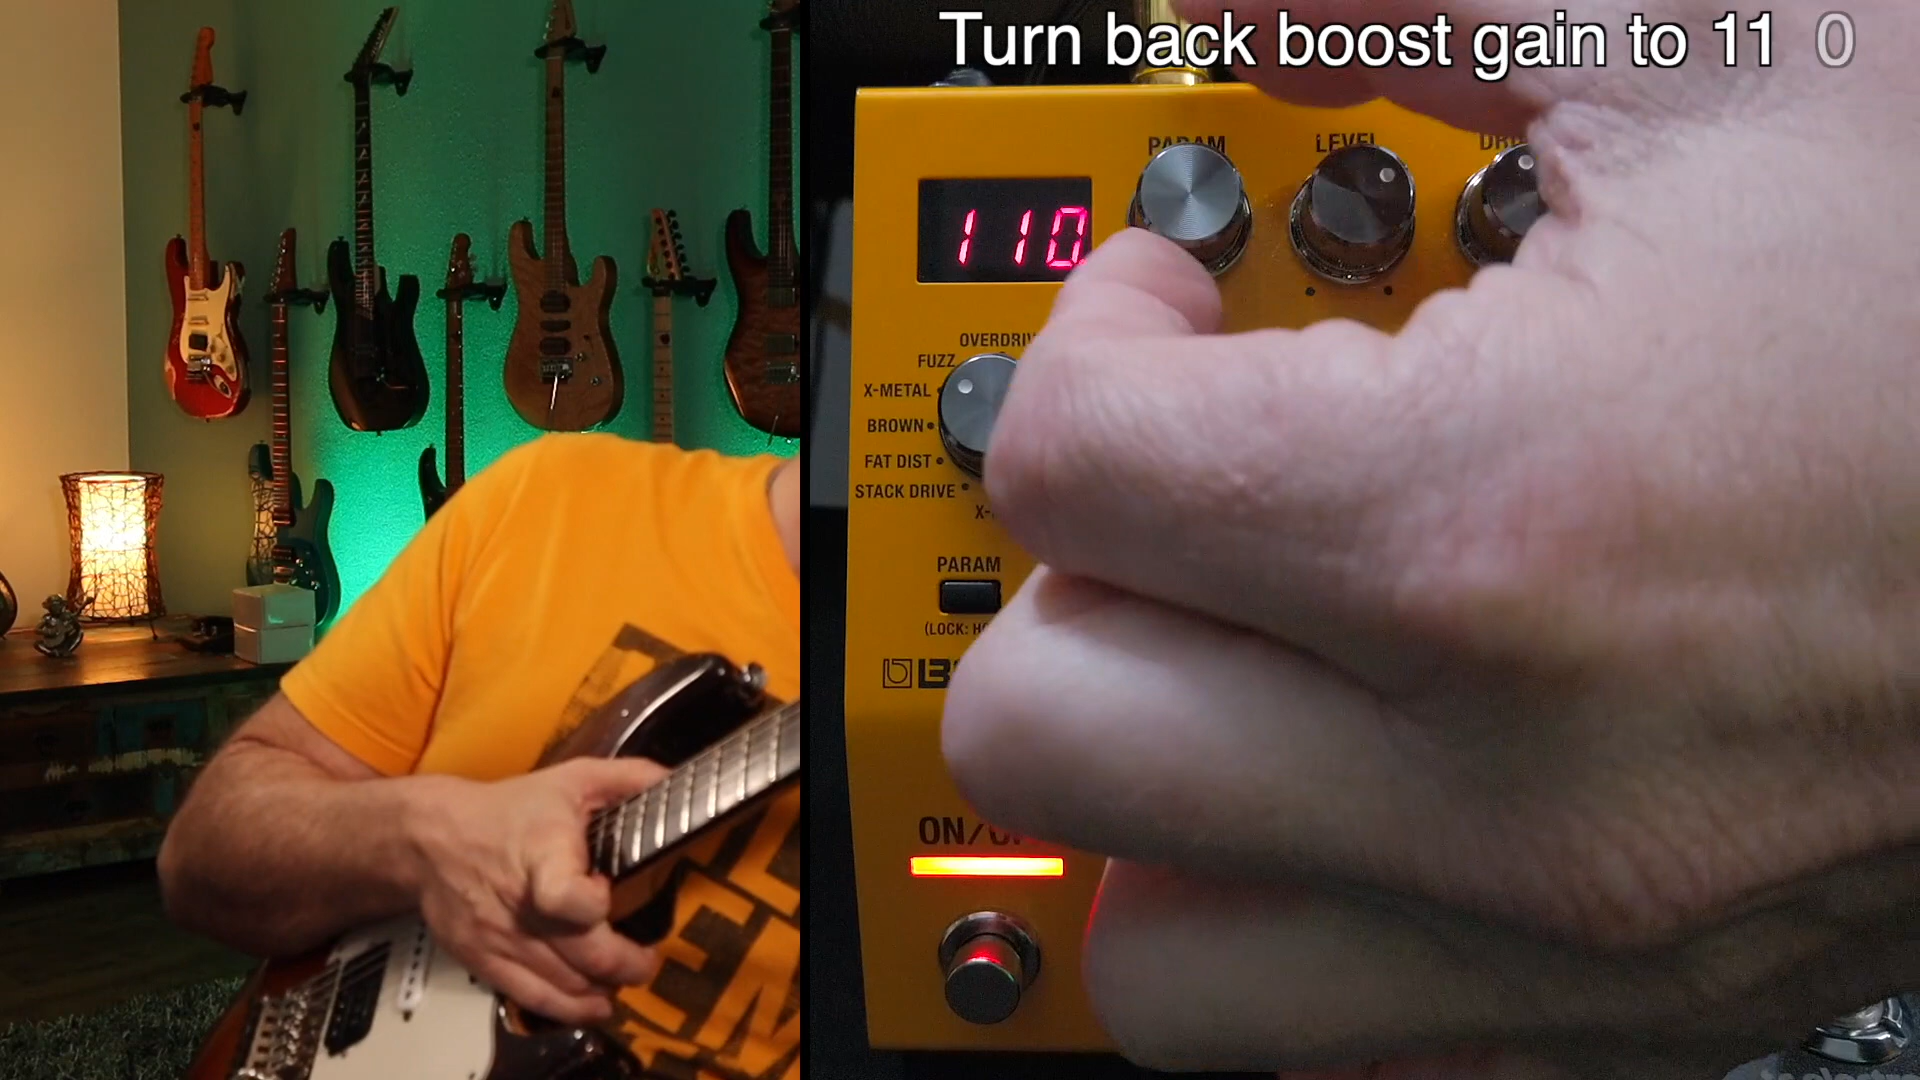 Turn back boost gain to 11 0
PARAM
LEVEL
110
OVERDRIV
FUZZ
X-METAL
BROWN
FAT DIST
STACK DRIVE
X-
PARAM
(LOCK: HO
ON/O